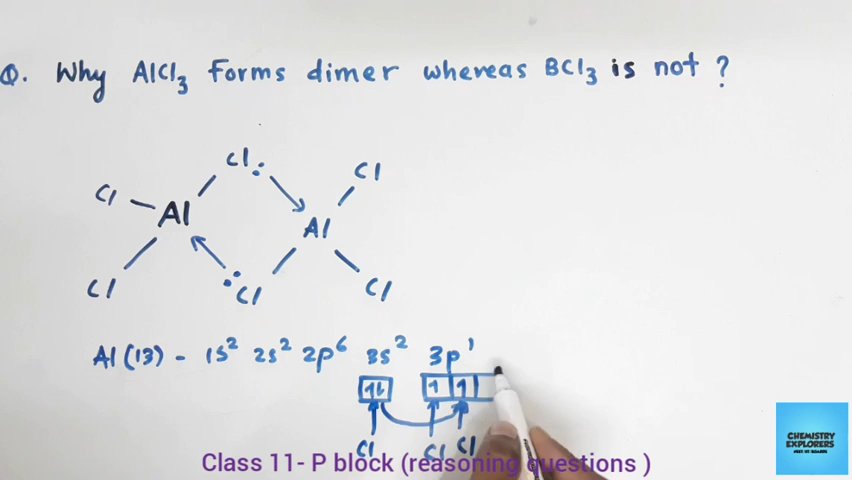 Q. Why AlCl3 forms dimer whereas BCl3 is not ?
Cl: Cl
Cl
Al Al
Cl :Cl Cl
Al (13) - 1s² 2s² 2p⁶ 3s² 3p¹
Cl Cl Cl
Class 11- P block (reasoning questions )
CHEMISTRY
EXPLORERS